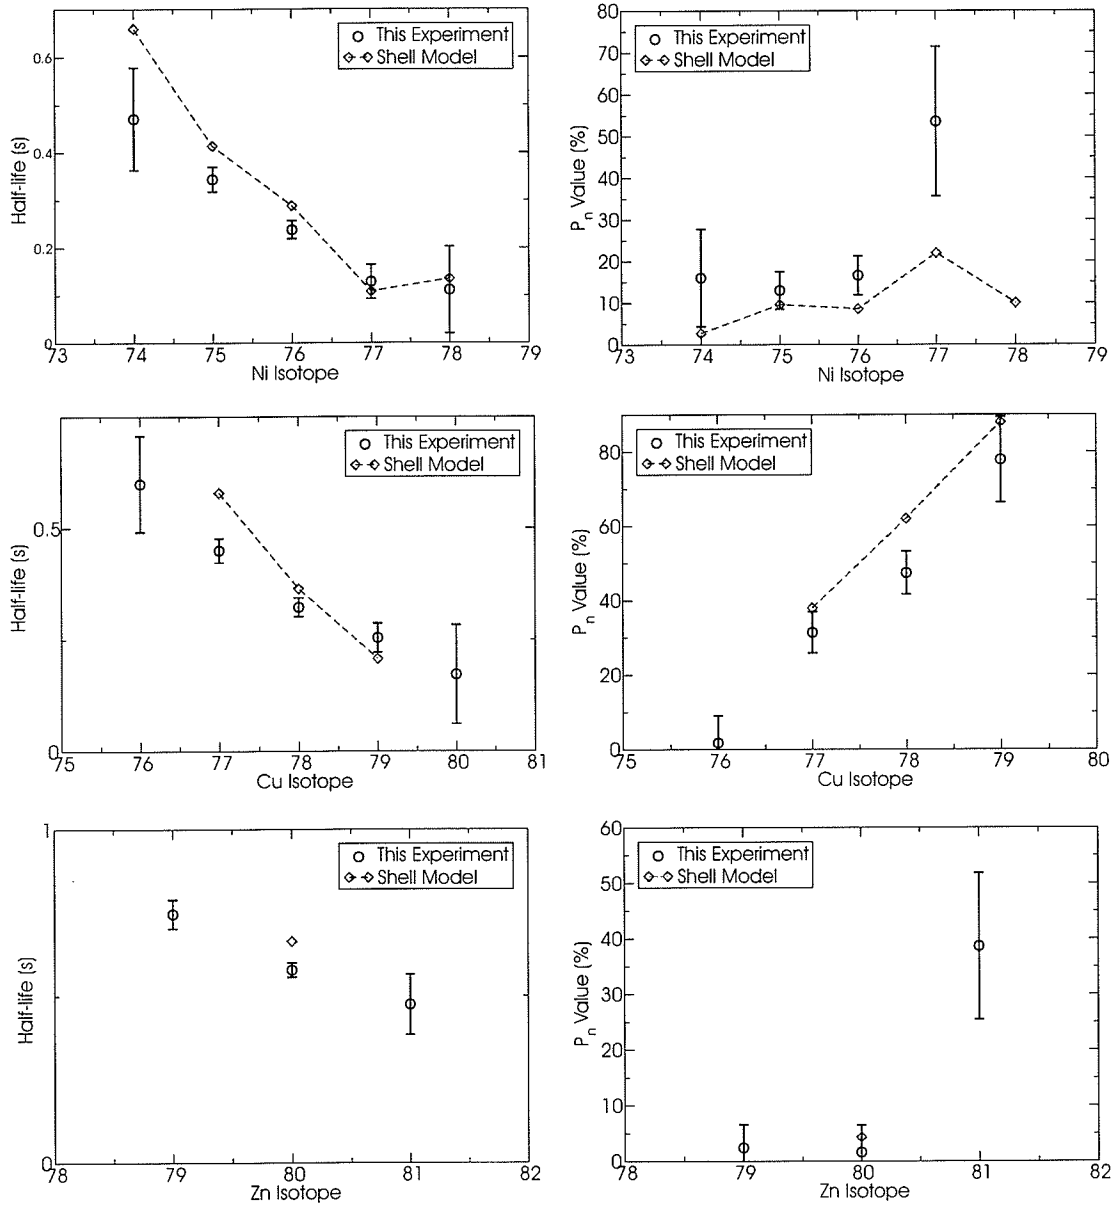 This Experiment
Shell Model
0.6
0.4
0.2
0
Half-life (s)
73 74 75 76 77 78 79
Ni Isotope
This Experiment
Shell Model
80
70
60
50
40
30
20
10
0
Pn Value (%)
73 74 75 76 77 78 79
Ni Isotope
This Experiment
Shell Model
0.5
0
Half-life (s)
75 76 77 78 79 80 81
Cu Isotope
This Experiment
Shell Model
80
60
40
20
0
Pn Value (%)
75 76 77 78 79 80
Cu Isotope
1
This Experiment
Shell Model
Half-life (s)
0
78 79 80 81 82
Zn Isotope
This Experiment
Shell Model
60
50
40
30
20
10
0
Pn Value (%)
78 79 80 81 82
Zn Isotope